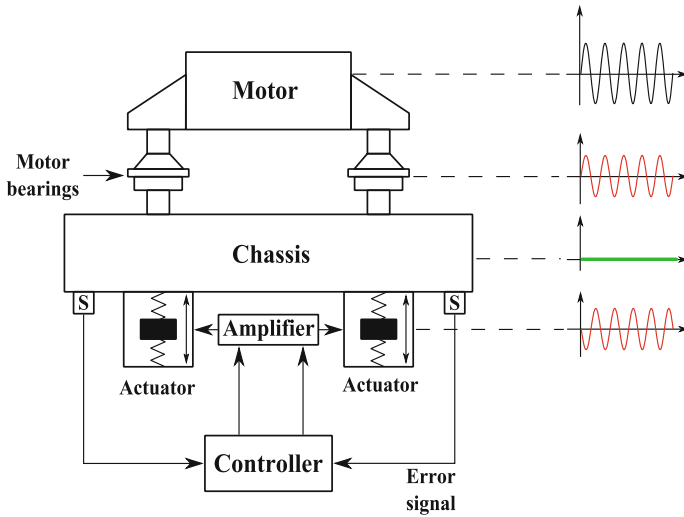 Motor
Motor
bearings
Chassis
S
S
Amplifier
Actuator
Actuator
Controller
Error
signal